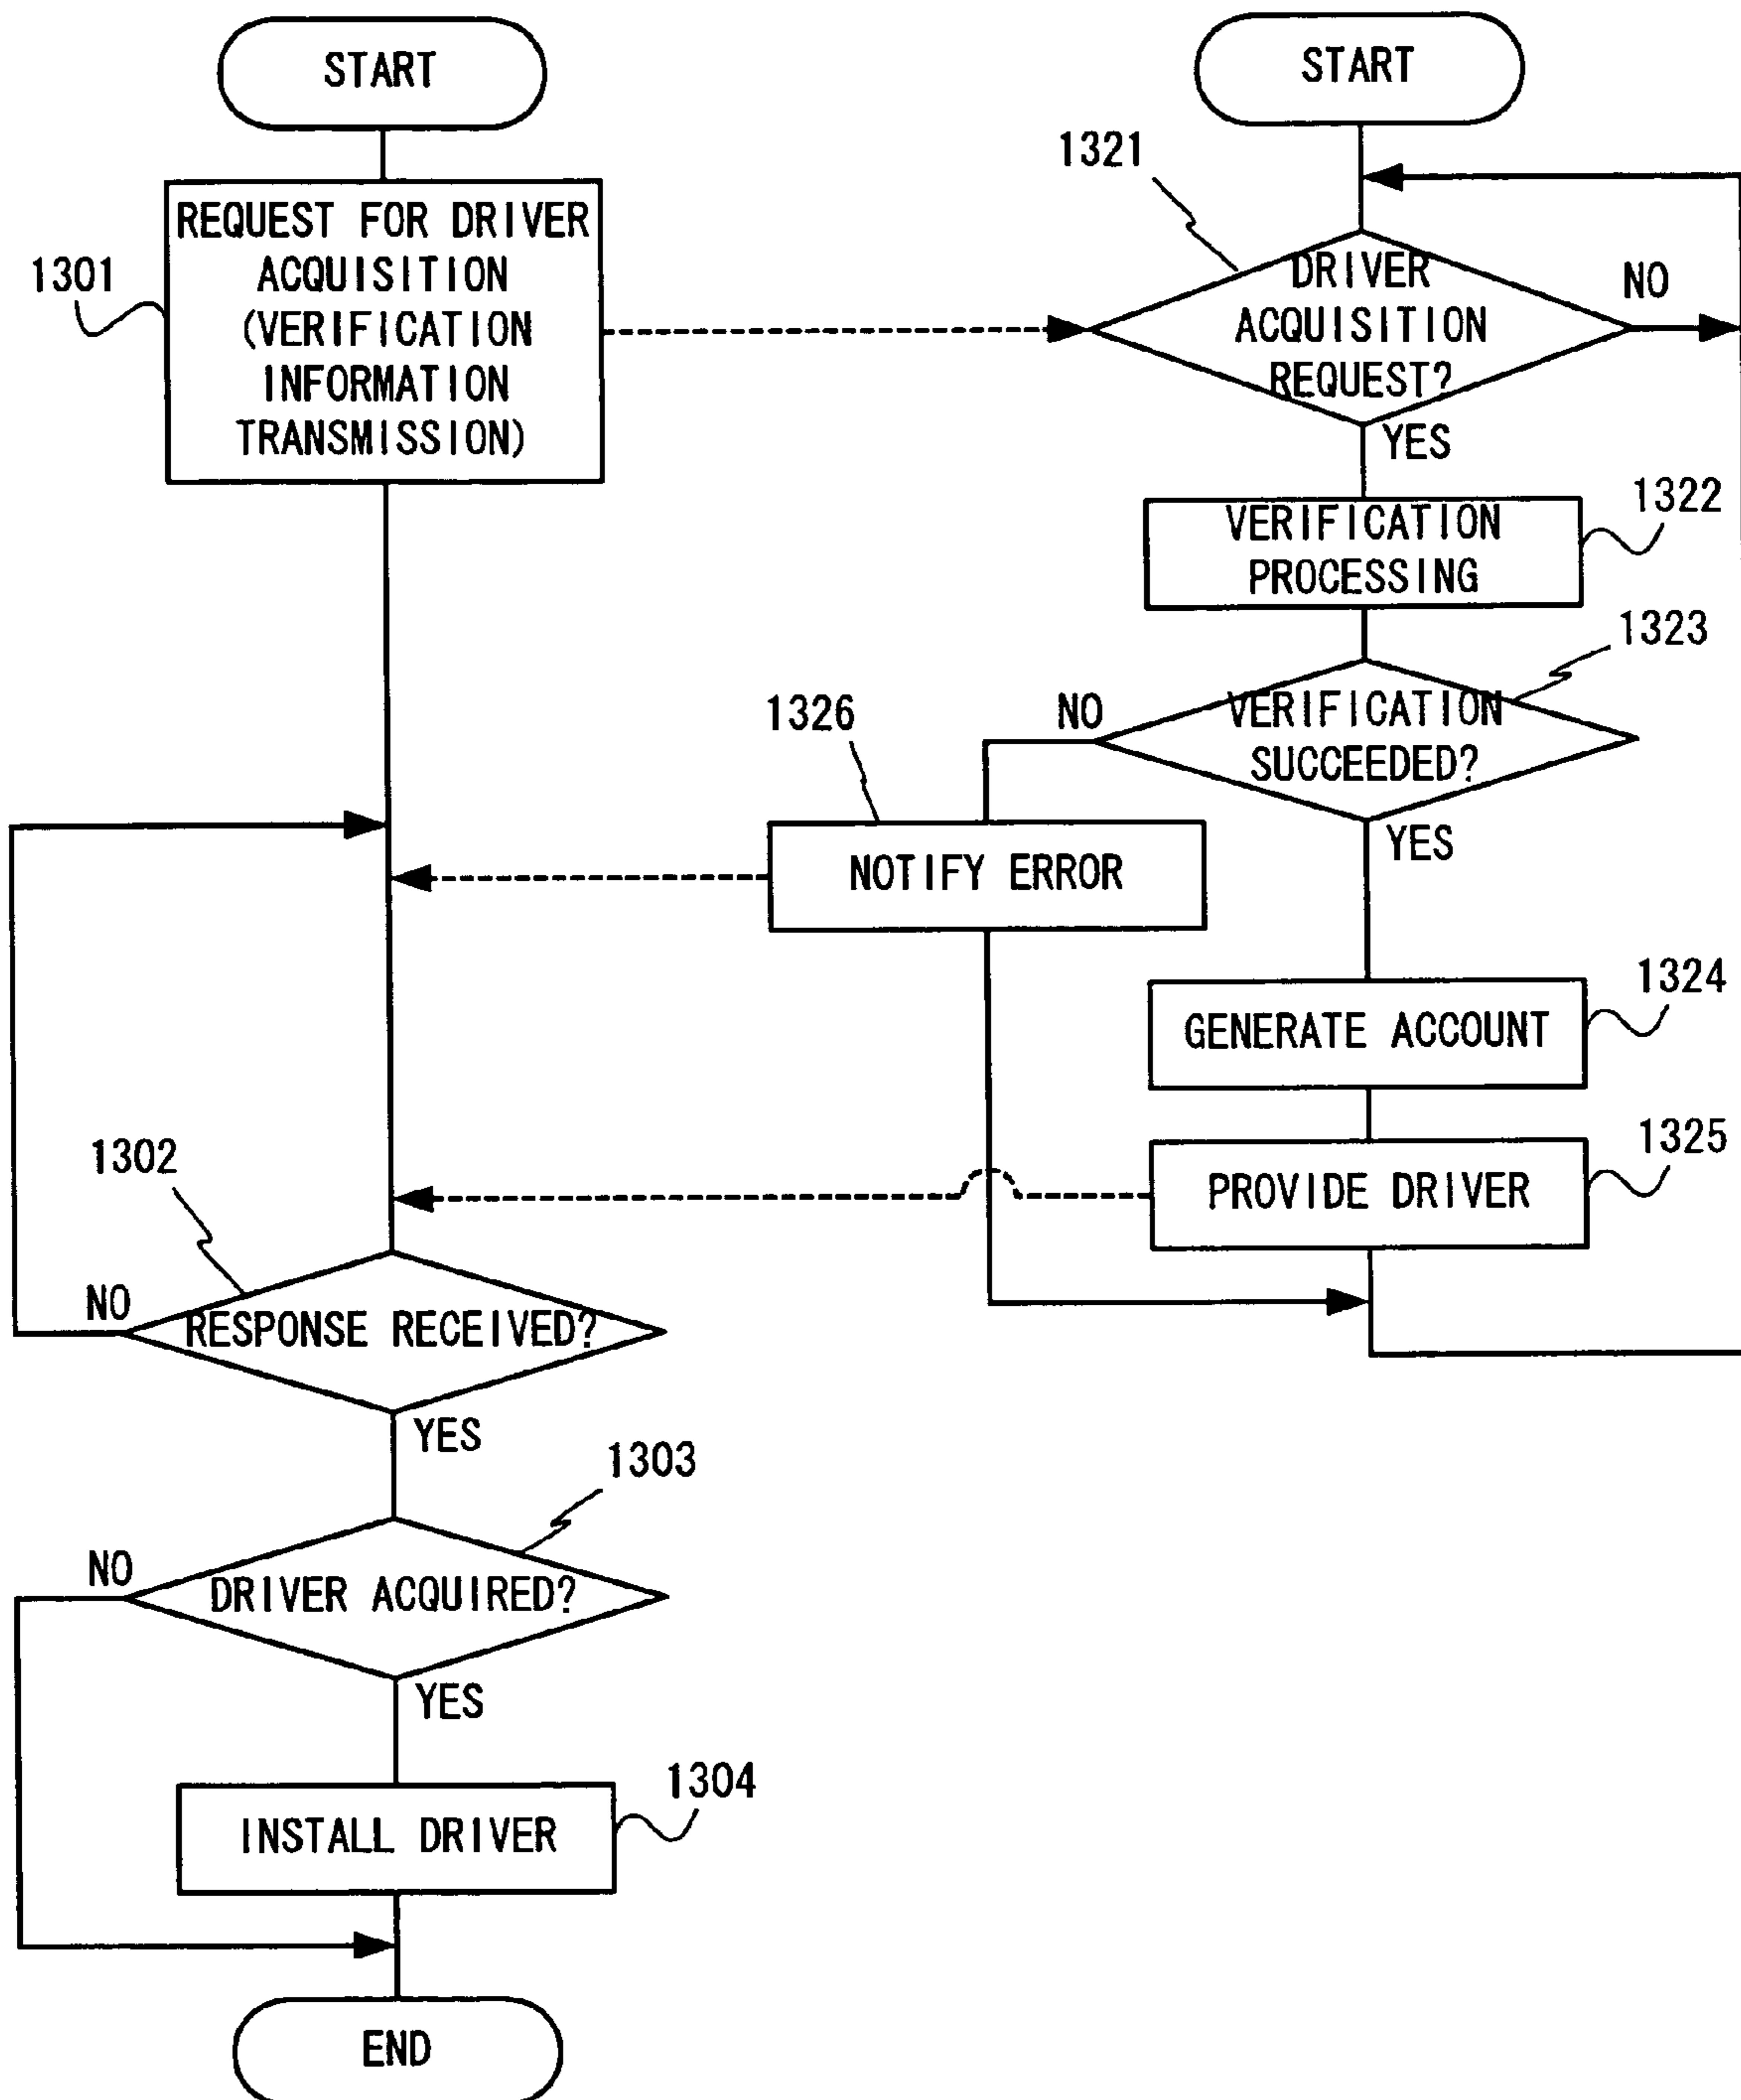 START
1301
REQUEST FOR DRIVER
ACQUISITION
(VERIFICATION
INFORMATION
TRANSMISSION)
1302
NO
RESPONSE RECEIVED?
YES
1303
NO
DRIVER ACQUIRED?
YES
1304
INSTALL DRIVER
END
START
1321
DRIVER
ACQUISITION
REQUEST?
NO
YES
1322
VERIFICATION
PROCESSING
1323
VERIFICATION
SUCCEEDED?
NO
YES
1326
NOTIFY ERROR
1324
GENERATE ACCOUNT
1325
PROVIDE DRIVER